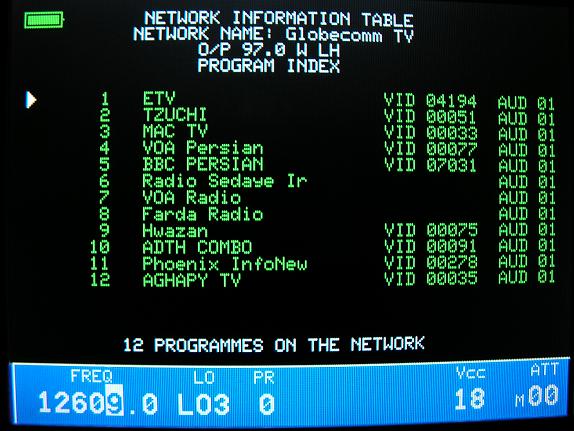 NETWORK INFORMATION TABLE
NETWORK NAME: Globecomm TV
O/P 97.0 W LH
PROGRAM INDEX
1 ETV VID 04194 AUD 01
2 TZUCHI VID 00051 AUD 01
3 MAC TV VID 00033 AUD 01
4 VOA Persian VID 00077 AUD 01
5 BBC PERSIAN VID 07031 AUD 01
6 Radio Sedaye Ir AUD 01
7 VOA Radio AUD 01
8 Farda Radio AUD 01
9 Hwazan VID 00075 AUD 01
10 ADTH COMBO VID 00091 AUD 01
11 Phoenix InfoNew VID 00278 AUD 01
12 AGHAPY TV VID 00035 AUD 01
12 PROGRAMMES ON THE NETWORK
FREQ LO PR Vcc ATT
12609.0 LO3 0 18 M00